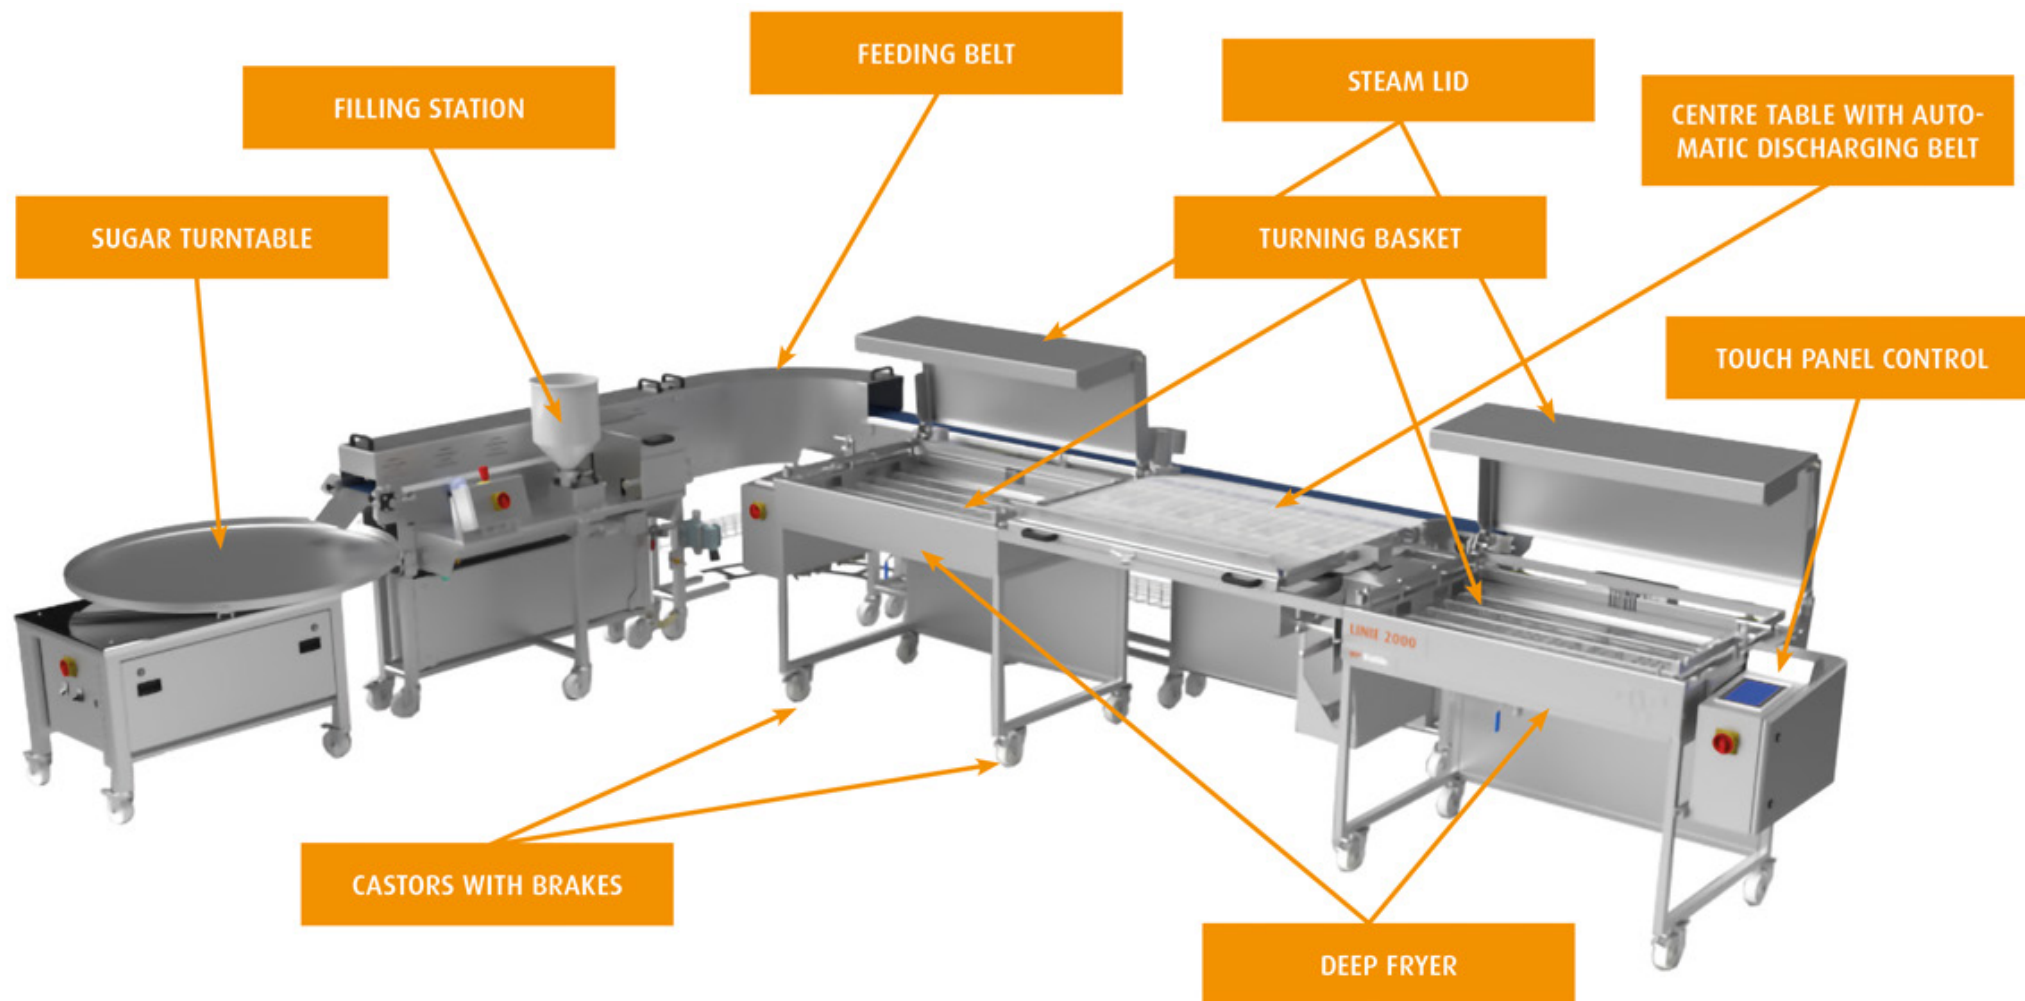 FEEDING BELT
STEAM LID
FILLING STATION
CENTRE TABLE WITH AUTO-
MATIC DISCHARGING BELT
SUGAR TURNTABLE
TURNING BASKET
TOUCH PANEL CONTROL
LINIE 2000
CASTORS WITH BRAKES
DEEP FRYER